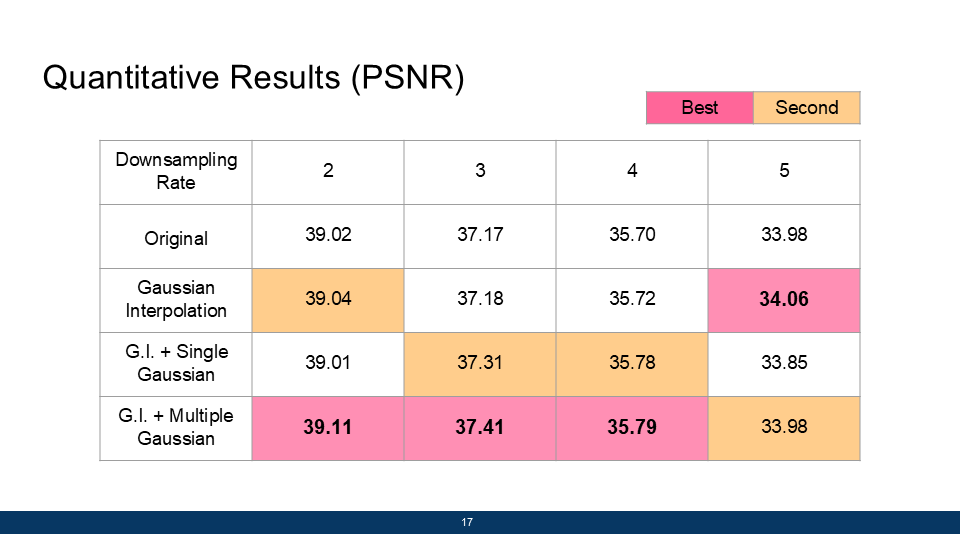 Quantitative Results (PSNR)
Best Second
Downsampling
Rate
2 3 4 5
Original 39.02 37.17 35.70 33.98
Gaussian
Interpolation
39.04 37.18 35.72 34.06
G.I. + Single
Gaussian
39.01 37.31 35.78 33.85
G.I. + Multiple
Gaussian
39.11 37.41 35.79 33.98
17